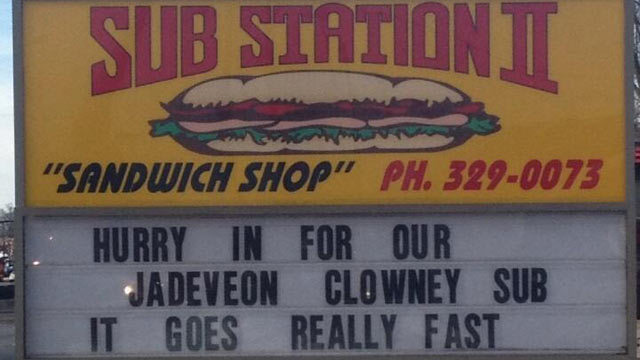 SUB STATION II
"SANDWICH SHOP" PH. 329-0073
HURRY IN FOR OUR
JADEVEON CLOWNEY SUB
IT GOES REALLY FAST